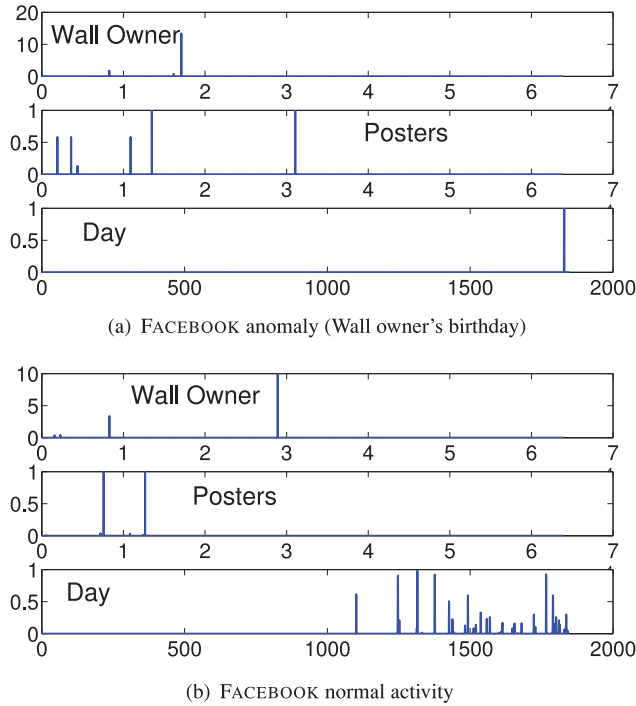 20
10
0
Wall Owner
0 1 2 3 4 5 6 7
1
0.5
0
Posters
0 1 2 3 4 5 6 7
1
0.5
0
Day
0 500 1000 1500 2000
(a) FACEBOOK anomaly (Wall owner's birthday)
10
5
0
Wall Owner
0 1 2 3 4 5 6 7
1
0.5
0
Posters
0 1 2 3 4 5 6 7
1
0.5
0
Day
0 500 1000 1500 2000
(b) FACEBOOK normal activity